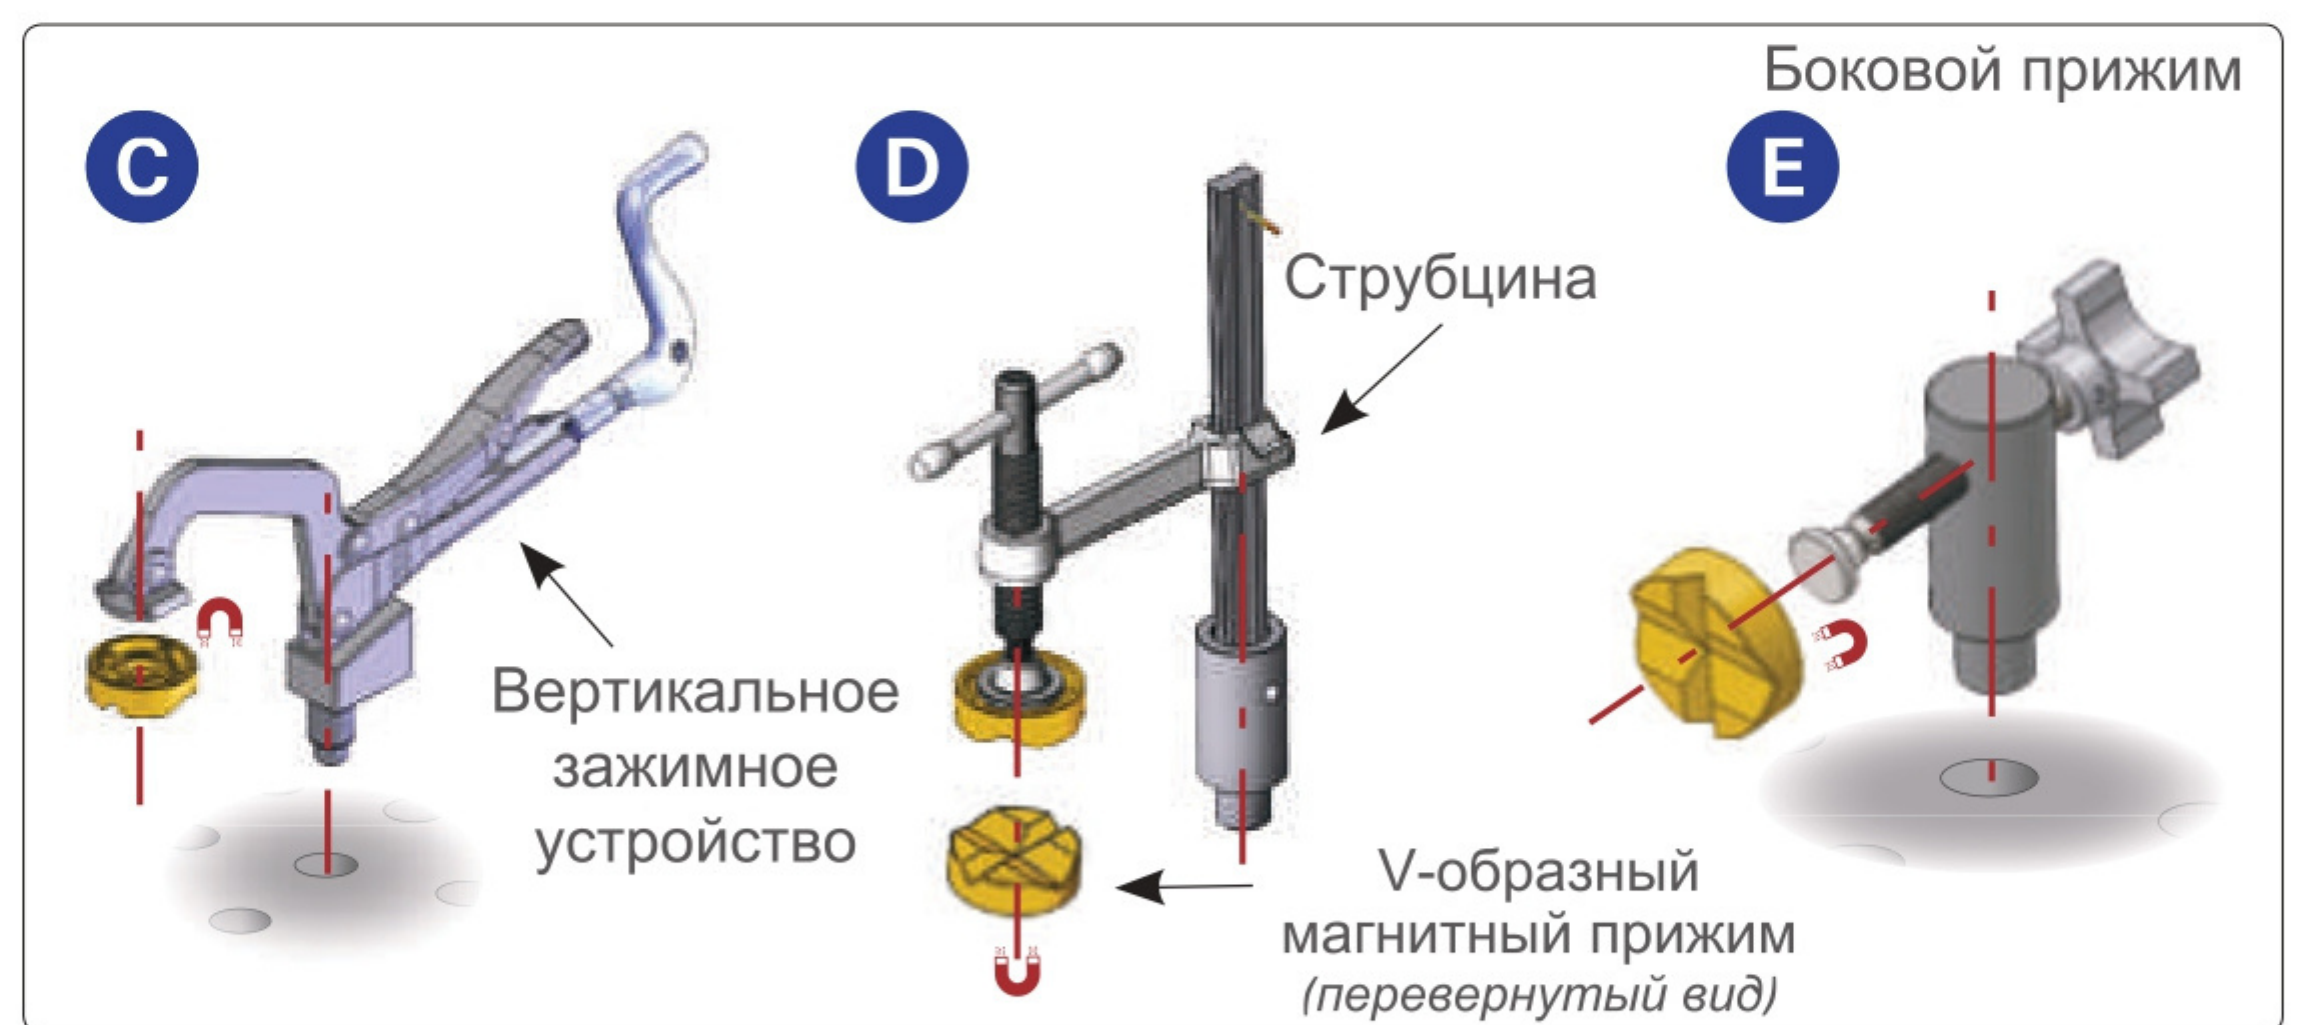 Боковой прижим
C
D
E
Струбцина
Вертикальное
зажимное
устройство
V-образный
магнитный прижим
(перевернутый вид)